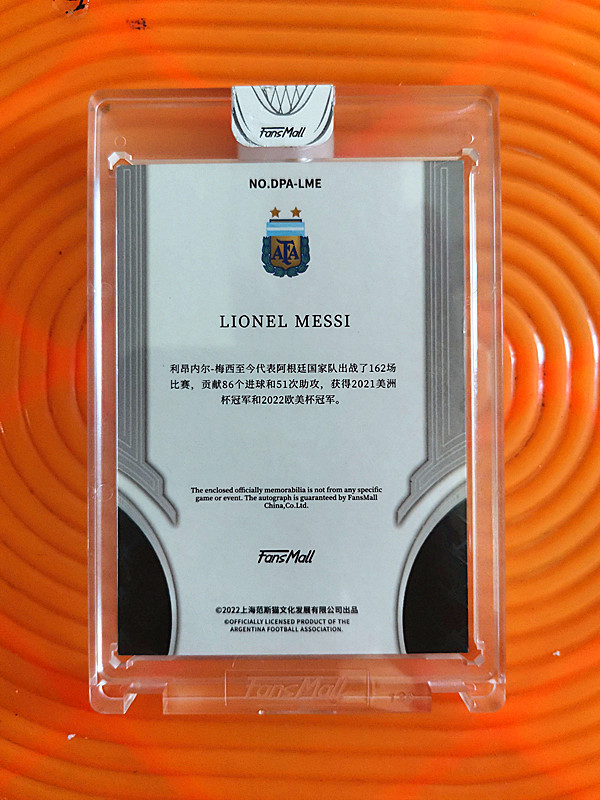 FansMall
NO.DPA-LME
AFA
LIONEL MESSI
利昂内尔-梅西至今代表阿根廷国家队出战了162场
比赛，贡献86个进球和51次助攻，获得2021美洲
杯冠军和2022欧美杯冠军。
The enclosed officially memorabilia is not from any specific
game or event. The autograph is guaranteed by FansMall
China,Co.Ltd.
FansMall
©2022上海范斯猫文化发展有限公司出品
©OFFICIALLY LICENSED PRODUCT OF THE
ARGENTINA FOOTBALL ASSOCIATION.
FansMall